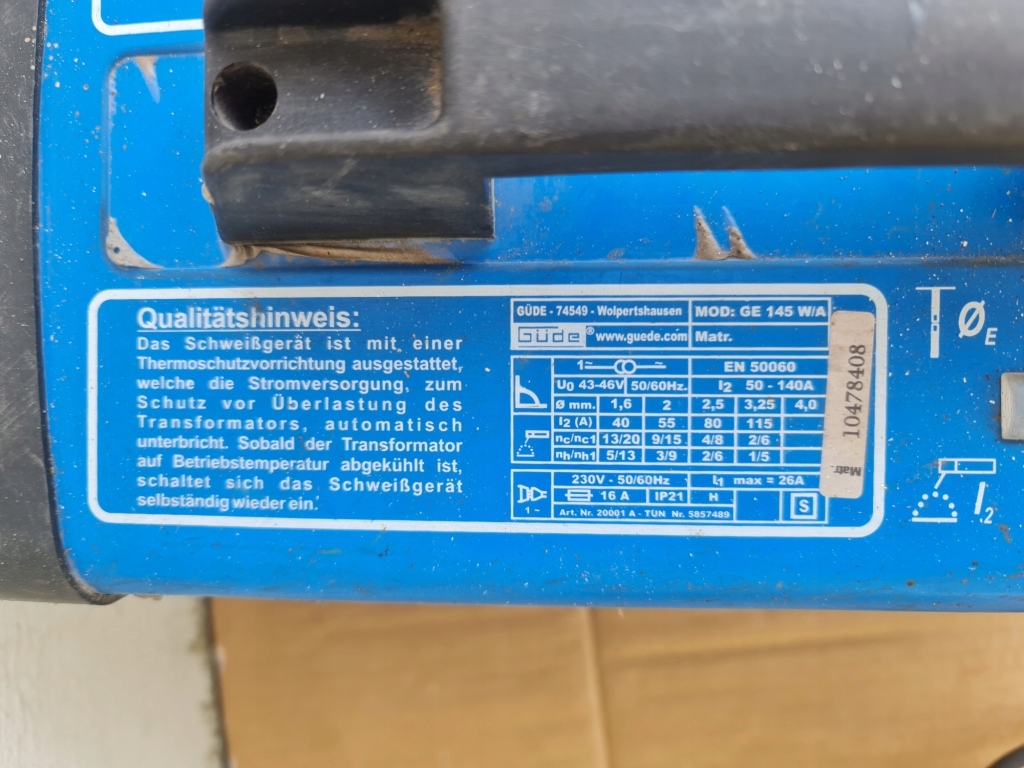 Qualitätshinweis:
Das Schweißgerät ist mit einer
Thermoschutzvorrichtung ausgestattet,
welche die Stromversorgung, zum
Schutz vor Überlastung des
Transformators, automatisch
unterbricht. Sobald der Transformator
auf Betriebstemperatur abgekühlt ist,
schaltet sich das Schweißgerät
selbständig wieder ein.
GÜDE - 74549 - Wolpertshausen MOD: GE 145 W/A
Güde® www.guede.com Matr.
1~ EN 50060
U0 43-46V 50/60Hz. I2 50 - 140A
Ø mm. 1,6 2 2,5 3,25 4,0
I2 (A) 40 55 80 115
nc/nc1 13/20 9/15 4/8 2/6
nh/nh1 5/13 3/9 2/6 1/5
230V - 50/60Hz I1 max = 26A
1~ 16 A IP21 H S
Art. Nr. 20001 A - TÜN Nr. 5857489
Matr. 10478408
ØE
I2